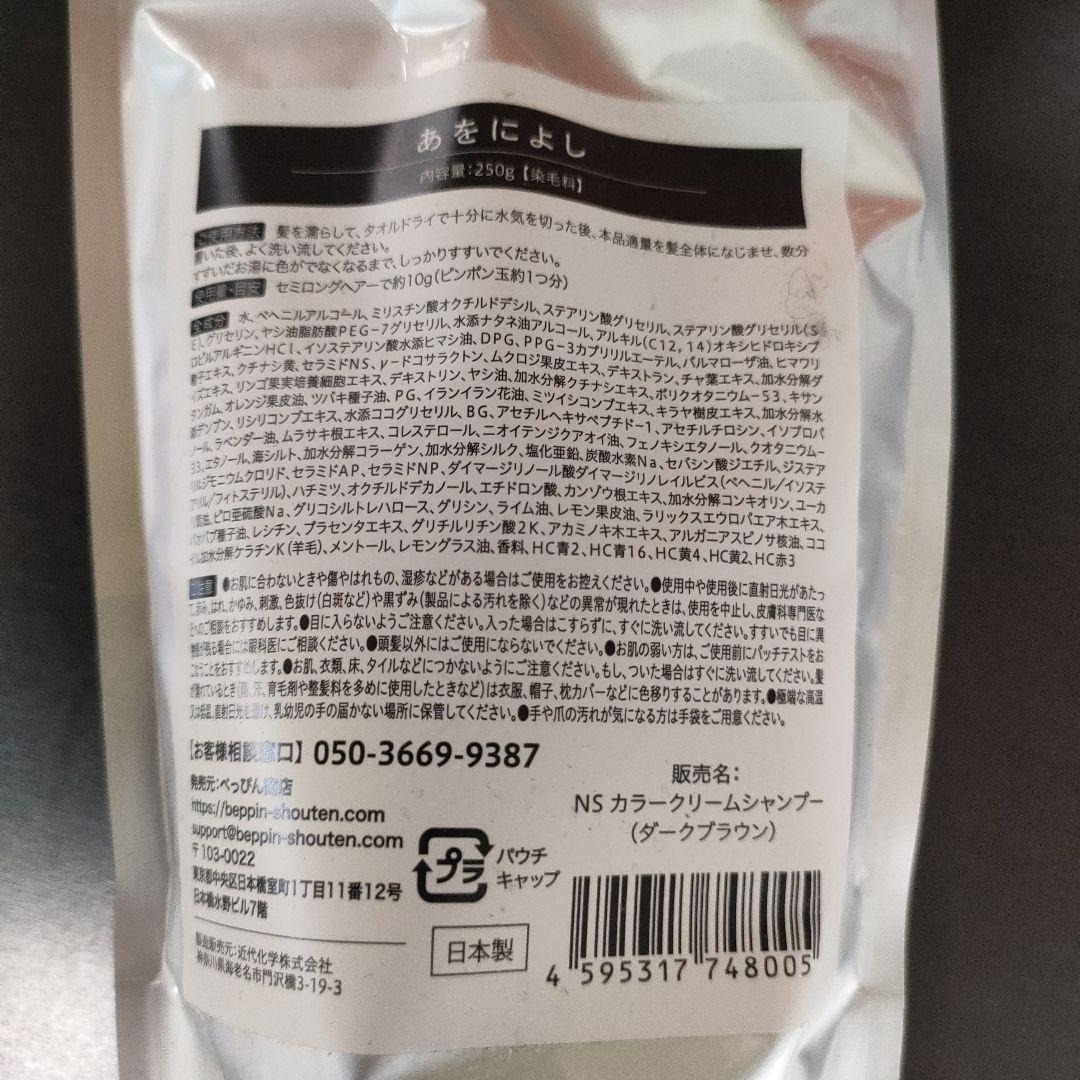 あをによし
内容量:250g【染毛料】
ご使用方法 髪を濡らして、タオルドライで十分に水気を切った後、本品適量を髪全体になじませ、数分
置いた後、よく洗い流してください。
すすいだお湯に色がでなくなるまで、しっかりすすいでください。
使用量・目安 セミロングヘアーで約10g(ピンポン玉約1つ分)
全成分 水、ベヘニルアルコール、ミリスチン酸オクチルドデシル、ステアリン酸グリセリル、ステアリン酸グリセリル(S
E)、グリセリン、ヤシ油脂肪酸PEG-7グリセリル、水添ナタネ油アルコール、アルキル(C12,14)オキシヒドロキシプ
ロピルアルギニンHCl、イソステアリン酸水添ヒマシ油、DPG、PPG-3カプリリルエーテル、パルマローザ油、ヒマワリ
種子エキス、クチナシ黄、セラミドNS、γ-ドコサラクトン、ムクロジ果皮エキス、デキストラン、チャ葉エキス、加水分解ダ
イズエキス、リンゴ果実培養細胞エキス、デキストリン、ヤシ油、加水分解クチナシエキス、ポリクオタニウム-53、キサン
タンガム、オレンジ果皮油、ツバキ種子油、PG、イランイラン花油、ミツイシコンブエキス、キラヤ樹皮エキス、加水分解水
添デンプン、リシリコンブエキス、水添ココグリセリル、BG、アセチルヘキサペプチド-1、アセチルチロシン、イソプロパ
ノール、ラベンダー油、ムラサキ根エキス、コレステロール、ニオイテンジクアオイ油、フェノキシエタノール、クオタニウム-
33、エタノール、海シルト、加水分解コラーゲン、加水分解シルク、塩化亜鉛、炭酸水素Na、セバシン酸ジエチル、ジステア
リルジモニウムクロリド、セラミドAP、セラミドNP、ダイマージリノール酸ダイマージリノレイルビス(ベヘニル/イソステ
アリル/フィトステリル)、ハチミツ、オクチルドデカノール、エチドロン酸、カンゾウ根エキス、加水分解コンキオリン、ユーカ
リ葉油、ピロ亜硫酸Na、グリコシルトレハロース、グリシン、ライム油、レモン果皮油、ラリックスエウロパエア木エキス、
バオバブ種子油、レシチン、プラセンタエキス、グリチルリチン酸2K、アカミノキ木エキス、アルガニアスピノサ核油、ココ
イル加水分解ケラチンK(羊毛)、メントール、レモングラス油、香料、HC青2、HC青16、HC黄4、HC黄2、HC赤3
ご注意 ●お肌に合わないときや傷やはれもの、湿疹などがある場合はご使用をお控えください。●使用中や使用後に直射日光があたっ
て、赤み、はれ、かゆみ、刺激、色抜け(白斑など)や黒ずみ(製品による汚れを除く)などの異常が現れたときは、使用を中止し、皮膚科専門医な
どへのご相談をおすすめします。●目に入らないようご注意ください。入った場合はこすらずに、すぐに洗い流してください。すすいでも目に異
物感が残る場合には眼科医にご相談ください。●頭髪以外にはご使用にならないでください。●お肌の弱い方は、ご使用前にパッチテストをお
こなうことをおすすめします。●お肌、衣類、床、タイルなどにつかないようにご注意ください。もし、ついた場合はすぐに洗い流してください。髪
が濡れているとき(雨、汗、育毛剤や整髪料を多めに使用したときなど)は衣服、帽子、枕カバーなどに色移りすることがあります。●極端な高温
又は低温、直射日光を避け、乳幼児の手の届かない場所に保管してください。●手や爪の汚れが気になる方は手袋をご用意ください。
【お客様相談窓口】050-3669-9387
発売元:べっぴん商店
https://beppin-shouten.com
support@beppin-shouten.com
〒103-0022
東京都中央区日本橋室町1丁目11番12号
日本橋水野ビル7階
製造販売元:近代化学株式会社
神奈川県海老名市門沢橋3-19-3
販売名:
NS カラークリームシャンプー
(ダークブラウン)
プラ
パウチ
キャップ
日本製
4 595317 748005